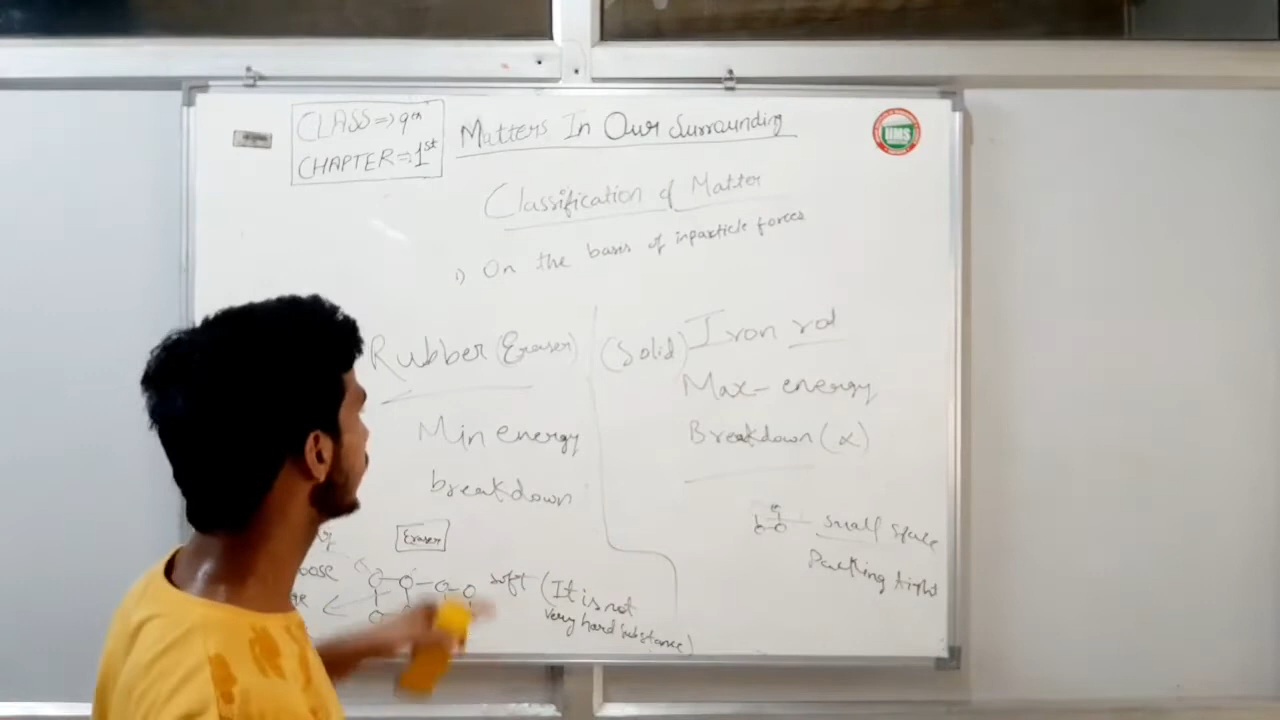 CLASS => 9th
CHAPTER => 1st
Matters In Our Surrounding
IIMS
Classification of Matter
1) On the basis of inparticle forces
Rubber (Eraser)
Min energy
breakdown
Eraser
soft (It is not
very hard substance)
(Solid) Iron rod
Max- energy
Breakdown (x)
small space
Packing tight